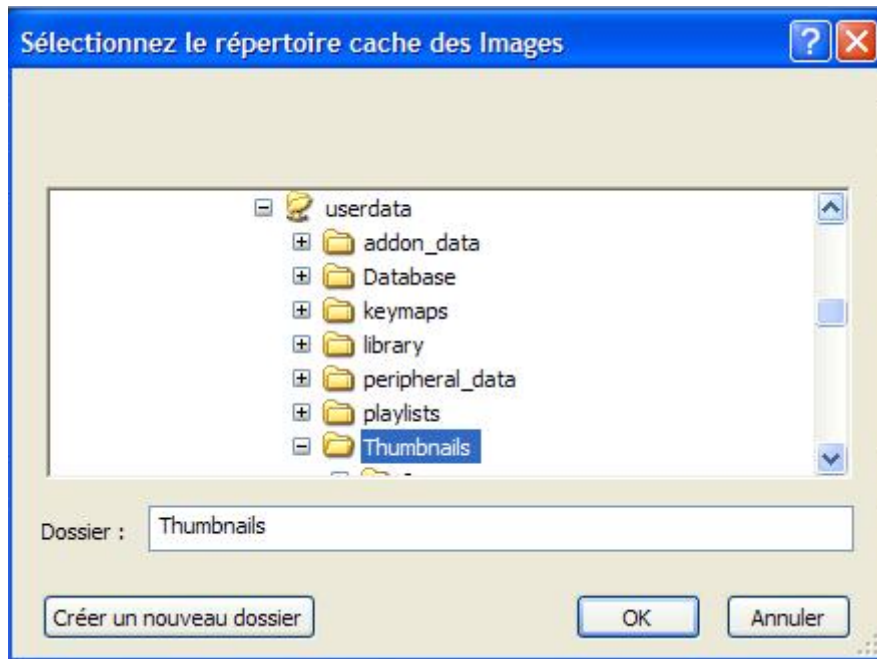 Sélectionnez le répertoire cache des Images
userdata
addon_data
Database
keymaps
library
peripheral_data
playlists
Thumbnails
Dossier :
Thumbnails
Créer un nouveau dossier
OK
Annuler